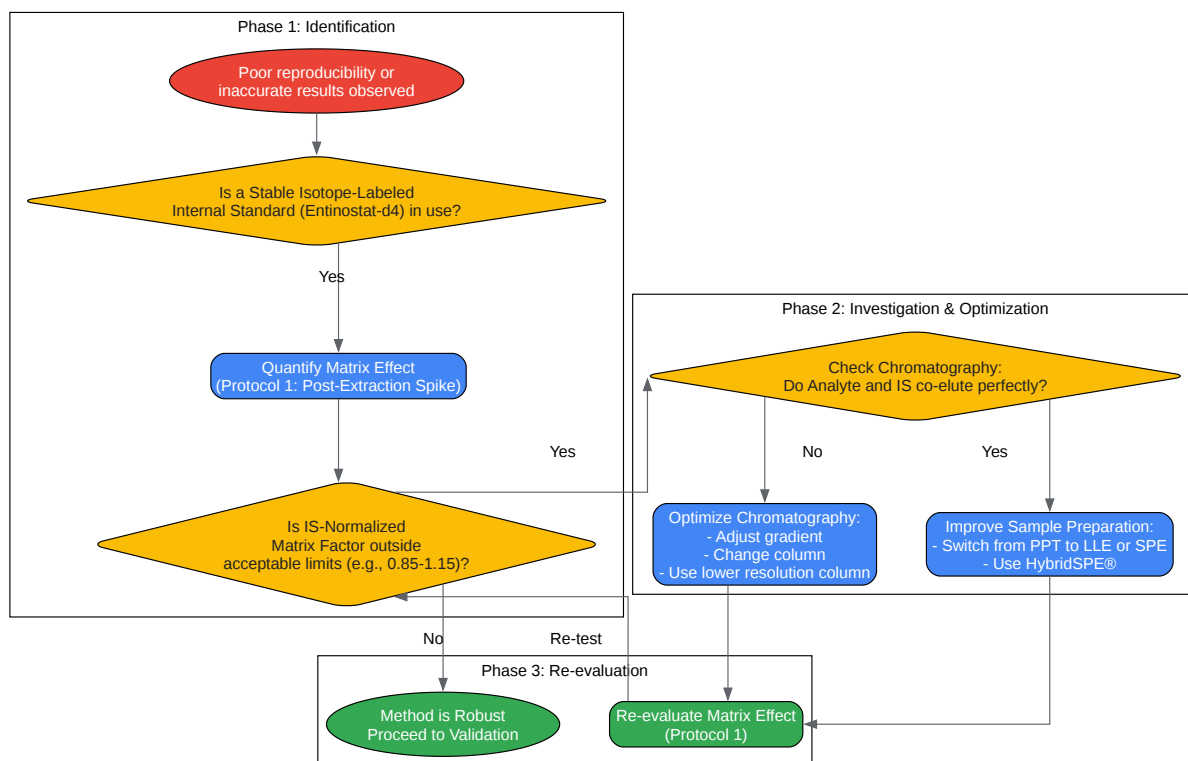 Phase 1: Identification
Poor reproducibility or
inaccurate results observed
Is a Stable Isotope-Labeled
Internal Standard (Entinostat-d4) in use?
Yes
Quantify Matrix Effect
(Protocol 1: Post-Extraction Spike)
Is IS-Normalized
Matrix Factor outside
acceptable limits (e.g., 0.85-1.15)?
Yes
No
Re-test
Phase 2: Investigation & Optimization
Check Chromatography:
Do Analyte and IS co-elute perfectly?
No
Yes
Optimize Chromatography:
- Adjust gradient
- Change column
- Use lower resolution column
Improve Sample Preparation:
- Switch from PPT to LLE or SPE
- Use HybridSPE®
Phase 3: Re-evaluation
Method is Robust
Proceed to Validation
Re-evaluate Matrix Effect
(Protocol 1)